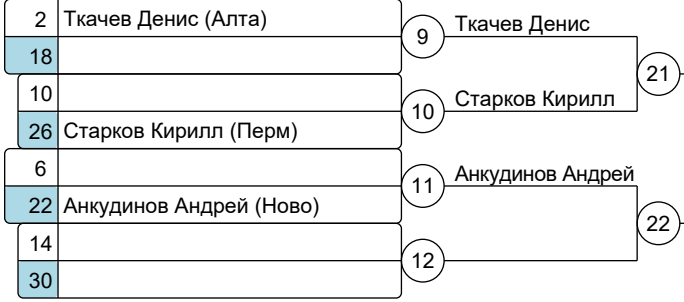 2 Ткачев Денис (Алта)
18
9 Ткачев Денис
10
26 Старков Кирилл (Перм)
10 Старков Кирилл
21
6
22 Анкудинов Андрей (Ново)
11 Анкудинов Андрей
14
30
12
22